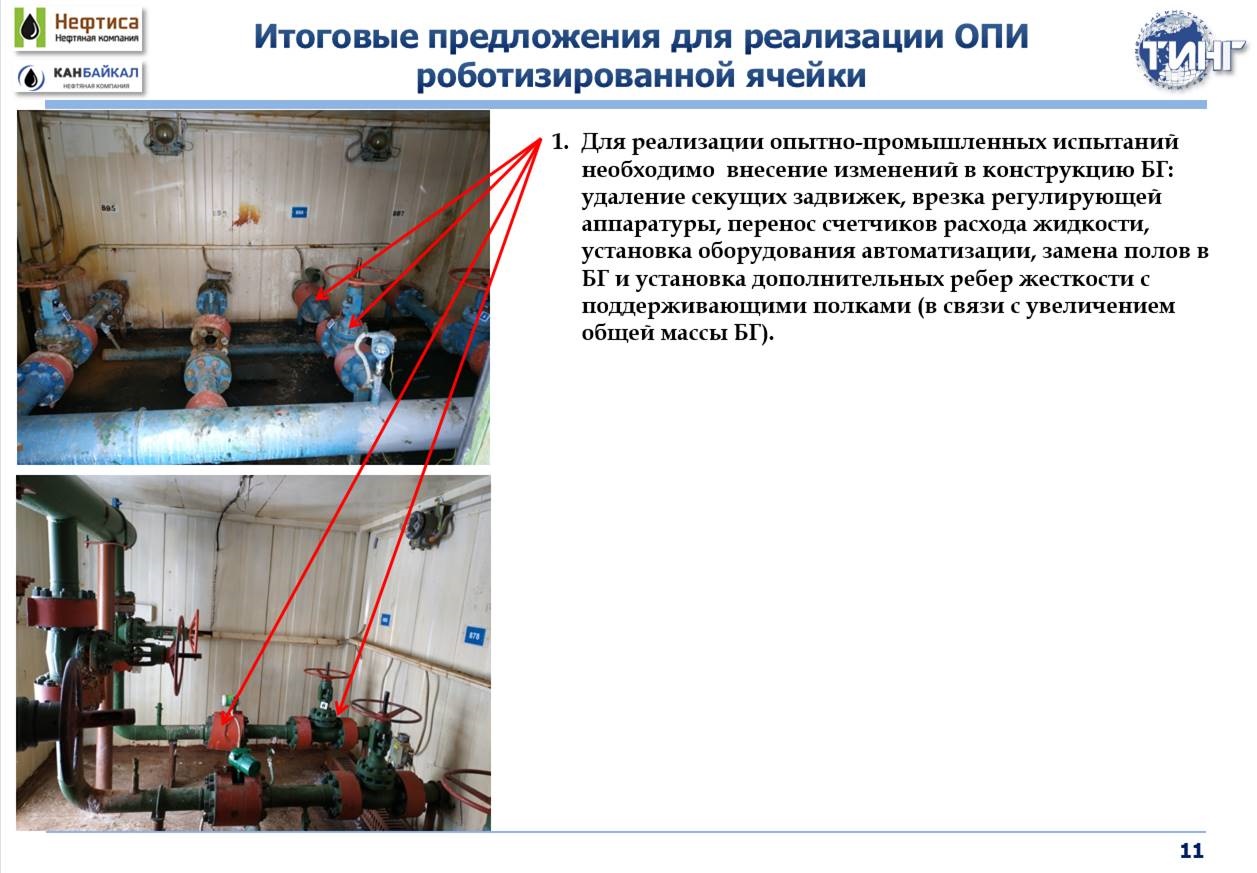 Нефтиса
Нефтяная компания
КАНБАЙКАЛ
НЕФТЯНАЯ КОМПАНИЯ
Итоговые предложения для реализации ОПИ
роботизированной ячейки
ТИНГ
1. Для реализации опытно-промышленных испытаний
необходимо внесение изменений в конструкцию БГ:
удаление секущих задвижек, врезка регулирующей
аппаратуры, перенос счетчиков расхода жидкости,
установка оборудования автоматизации, замена полов в
БГ и установка дополнительных ребер жесткости с
поддерживающими полками (в связи с увеличением
общей массы БГ).
805
807
878
11